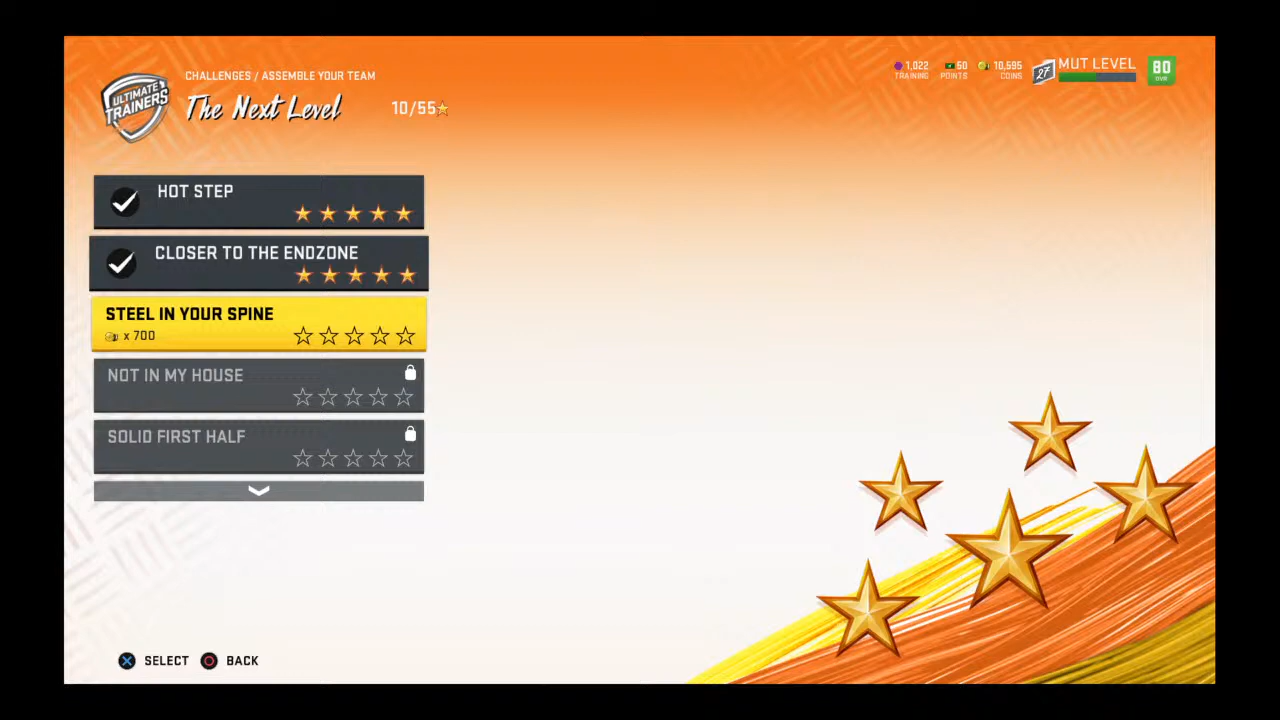 ULTIMATE
TRAINERS
CHALLENGES / ASSEMBLE YOUR TEAM
The Next Level
10/55
1,022
TRAINING
50
POINTS
10,595
COINS
27
MUT LEVEL
80
OVR
HOT STEP
CLOSER TO THE ENDZONE
STEEL IN YOUR SPINE
x 700
NOT IN MY HOUSE
SOLID FIRST HALF
SELECT
BACK